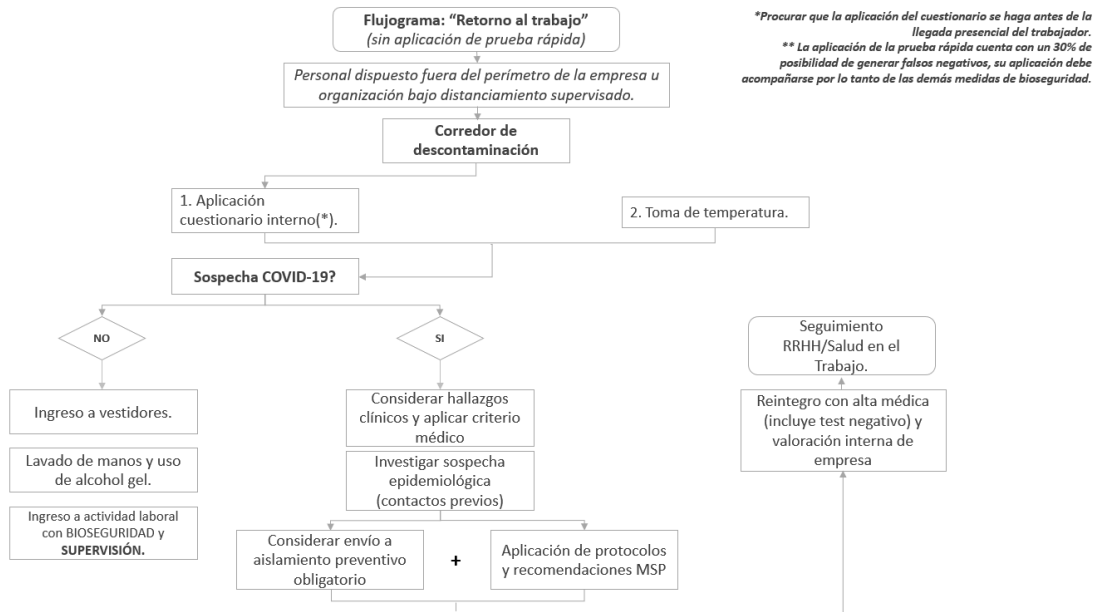 Flujograma: “Retorno al trabajo”
(sin aplicación de prueba rápida)
*Procurar que la aplicación del cuestionario se haga antes de la
llegada presencial del trabajador.
** La aplicación de la prueba rápida cuenta con un 30% de
posibilidad de generar falsos negativos, su aplicación debe
acompañarse por lo tanto de las demás medidas de bioseguridad.
Personal dispuesto fuera del perímetro de la empresa u
organización bajo distanciamiento supervisado.
Corredor de
descontaminación
1. Aplicación
cuestionario interno(*).
2. Toma de temperatura.
Sospecha COVID-19?
NO
SI
Ingreso a vestidores.
Lavado de manos y uso
de alcohol gel.
Ingreso a actividad laboral
con BIOSEGURIDAD y
SUPERVISIÓN.
Considerar hallazgos
clínicos y aplicar criterio
médico
Investigar sospecha
epidemiológica
(contactos previos)
Considerar envío a
aislamiento preventivo
obligatorio
+
Aplicación de protocolos
y recomendaciones MSP
Seguimiento
RRHH/Salud en el
Trabajo.
Reintegro con alta médica
(incluye test negativo) y
valoración interna de
empresa